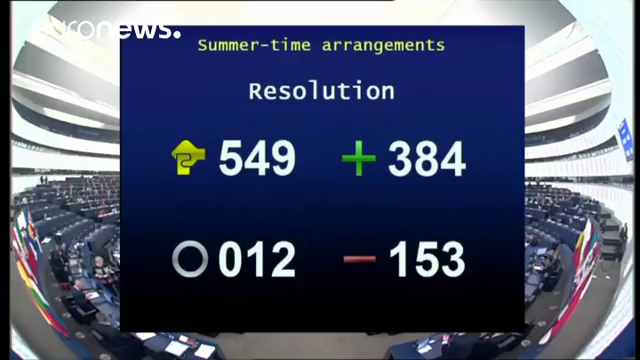 euronews.
Summer-time arrangements
Resolution
549 + 384
012 − 153